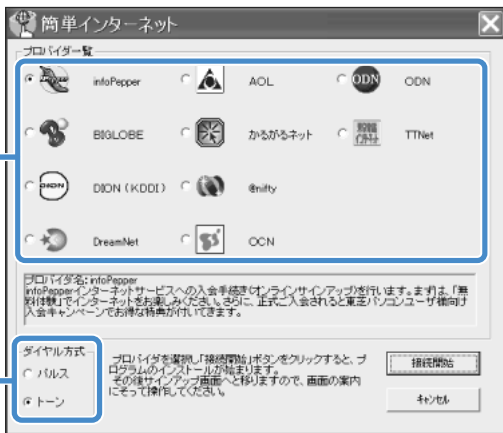 簡単インターネット
プロバイダー覧
infoPepper
AOL
ODN
ODN
BIGLOBE
かるがるネット
TTNet
DION
DION (KDDI)
@nifty
DreamNet
OCN
プロバイダ名: infoPepper
infoPepperインターネットサービスへの入会手続き(オンラインサインアップ)を行います。まずは、「無
料体験」でインターネットをお楽しみください。さらに、正式ご入会されると東芝パソコンユーザ様向け
入会キャンペーンでお得な特典が付いてきます。
ダイヤル方式
パルス
トーン
プロバイダを選択し「接続開始」ボタンをクリックすると、プ
ログラムのインストールが始まります。
その後サインアップ画面へと移りますので、画面の案内
にそって操作してください。
接続開始
キャンセル